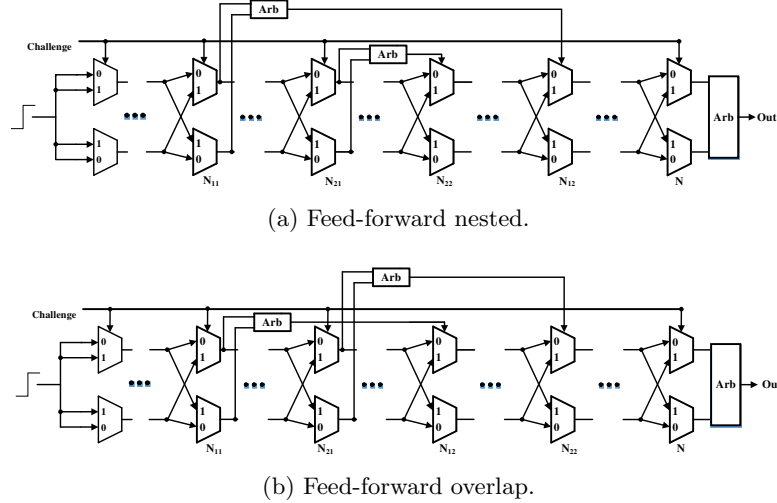 Arb
Challenge
Arb
0 0 0 0 0 0
1 1 1 1 1 1
Arb Out
1 1 1 1 1 1
0 0 0 0 0 0
N11 N21 N22 N12 N
(a) Feed-forward nested.
Arb
Challenge
Arb
0 0 0 0 0 0
1 1 1 1 1 1
Arb Ou
1 1 1 1 1 1
0 0 0 0 0 0
N11 N21 N12 N22 N
(b) Feed-forward overlap.